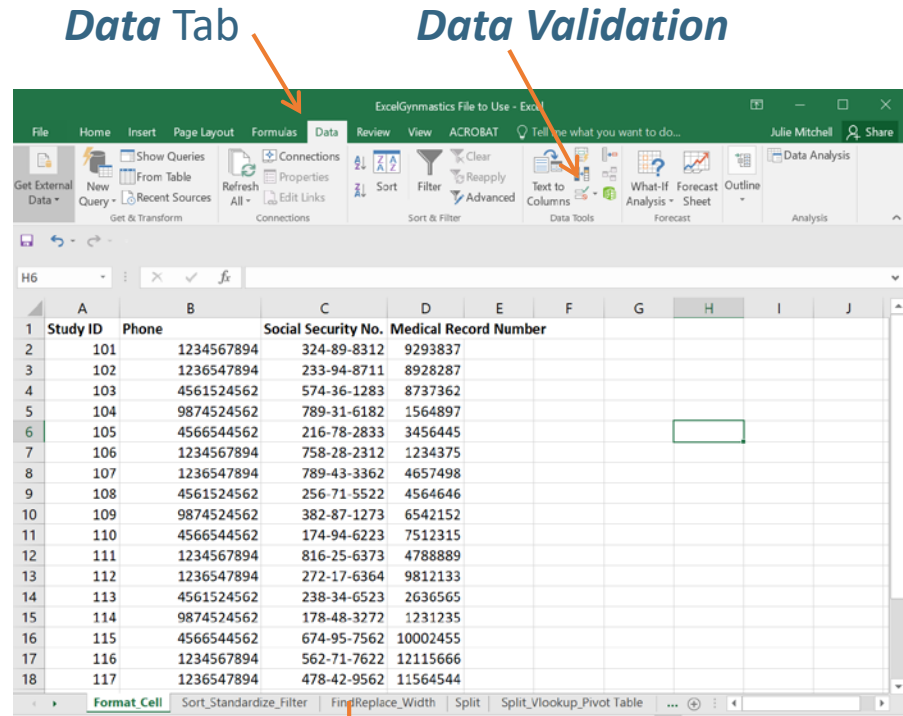 Data Tab Data Validation
ExcelGynmastics File to Use - Excel
File Home Insert Page Layout Formulas Data Review View ACROBAT Tell me what you want to do... Julie Mitchell Share
Get External Data New Query Show Queries From Table Recent Sources Refresh All Connections Properties Edit Links Sort Filter Clear Reapply Advanced Text to Columns What-If Analysis Forecast Sheet Outline Data Analysis
Get & Transform Connections Sort & Filter Data Tools Forecast Analysis
H6 fx
A B C D E F G H I J
1 Study ID Phone Social Security No. Medical Record Number
2 101 1234567894 324-89-8312 9293837
3 102 1236547894 233-94-8711 8928287
4 103 4561524562 574-36-1283 8737362
5 104 9874524562 789-31-6182 1564897
6 105 4566544562 216-78-2833 3456445
7 106 1234567894 758-28-2312 1234375
8 107 1236547894 789-43-3362 4657498
9 108 4561524562 256-71-5522 4564646
10 109 9874524562 382-87-1273 6542152
11 110 4566544562 174-94-6223 7512315
12 111 1234567894 816-25-6373 4788889
13 112 1236547894 272-17-6364 9812133
14 113 4561524562 238-34-6523 2636565
15 114 9874524562 178-48-3272 1231235
16 115 4566544562 674-95-7562 10002455
17 116 1234567894 562-71-7622 12115666
18 117 1236547894 478-42-9562 11564544
Format_Cell Sort_Standardize_Filter FindReplace_Width Split Split_Vlookup_Pivot Table ...